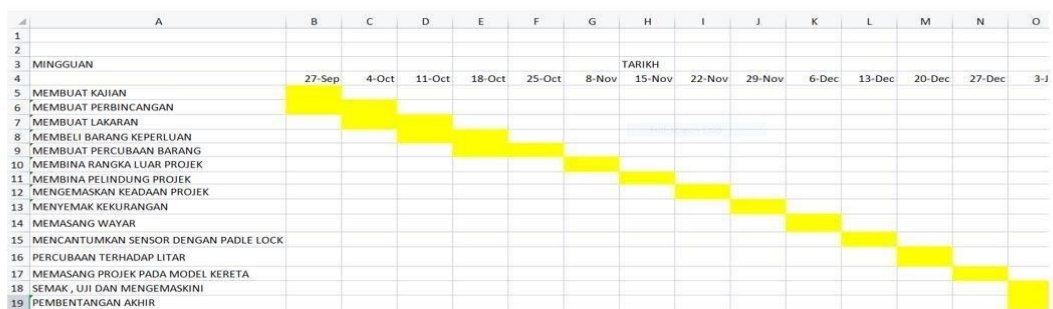 A B C D E F G H I J K L M N O
1
2
3 MINGGUAN TARIKH
4 27-Sep 4-Oct 11-Oct 18-Oct 25-Oct 8-Nov 15-Nov 22-Nov 29-Nov 6-Dec 13-Dec 20-Dec 27-Dec 3-J
5 MEMBUAT KAJIAN
6 MEMBUAT PERBINCANGAN
7 MEMBUAT LAKARAN
8 MEMBELI BARANG KEPERLUAN
9 MEMBUAT PERCUBAAN BARANG
10 MEMBINA RANGKA LUAR PROJEK
11 MEMBINA PELINDUNG PROJEK
12 MENGEMASKAN KEADAAN PROJEK
13 MENYEMAK KEKURANGAN
14 MEMASANG WAYAR
15 MENCANTUMKAN SENSOR DENGAN PADLE LOCK
16 PERCUBAAN TERHADAP LITAR
17 MEMASANG PROJEK PADA MODEL KERETA
18 SEMAK , UJI DAN MENGEMASKINI
19 PEMBENTANGAN AKHIR